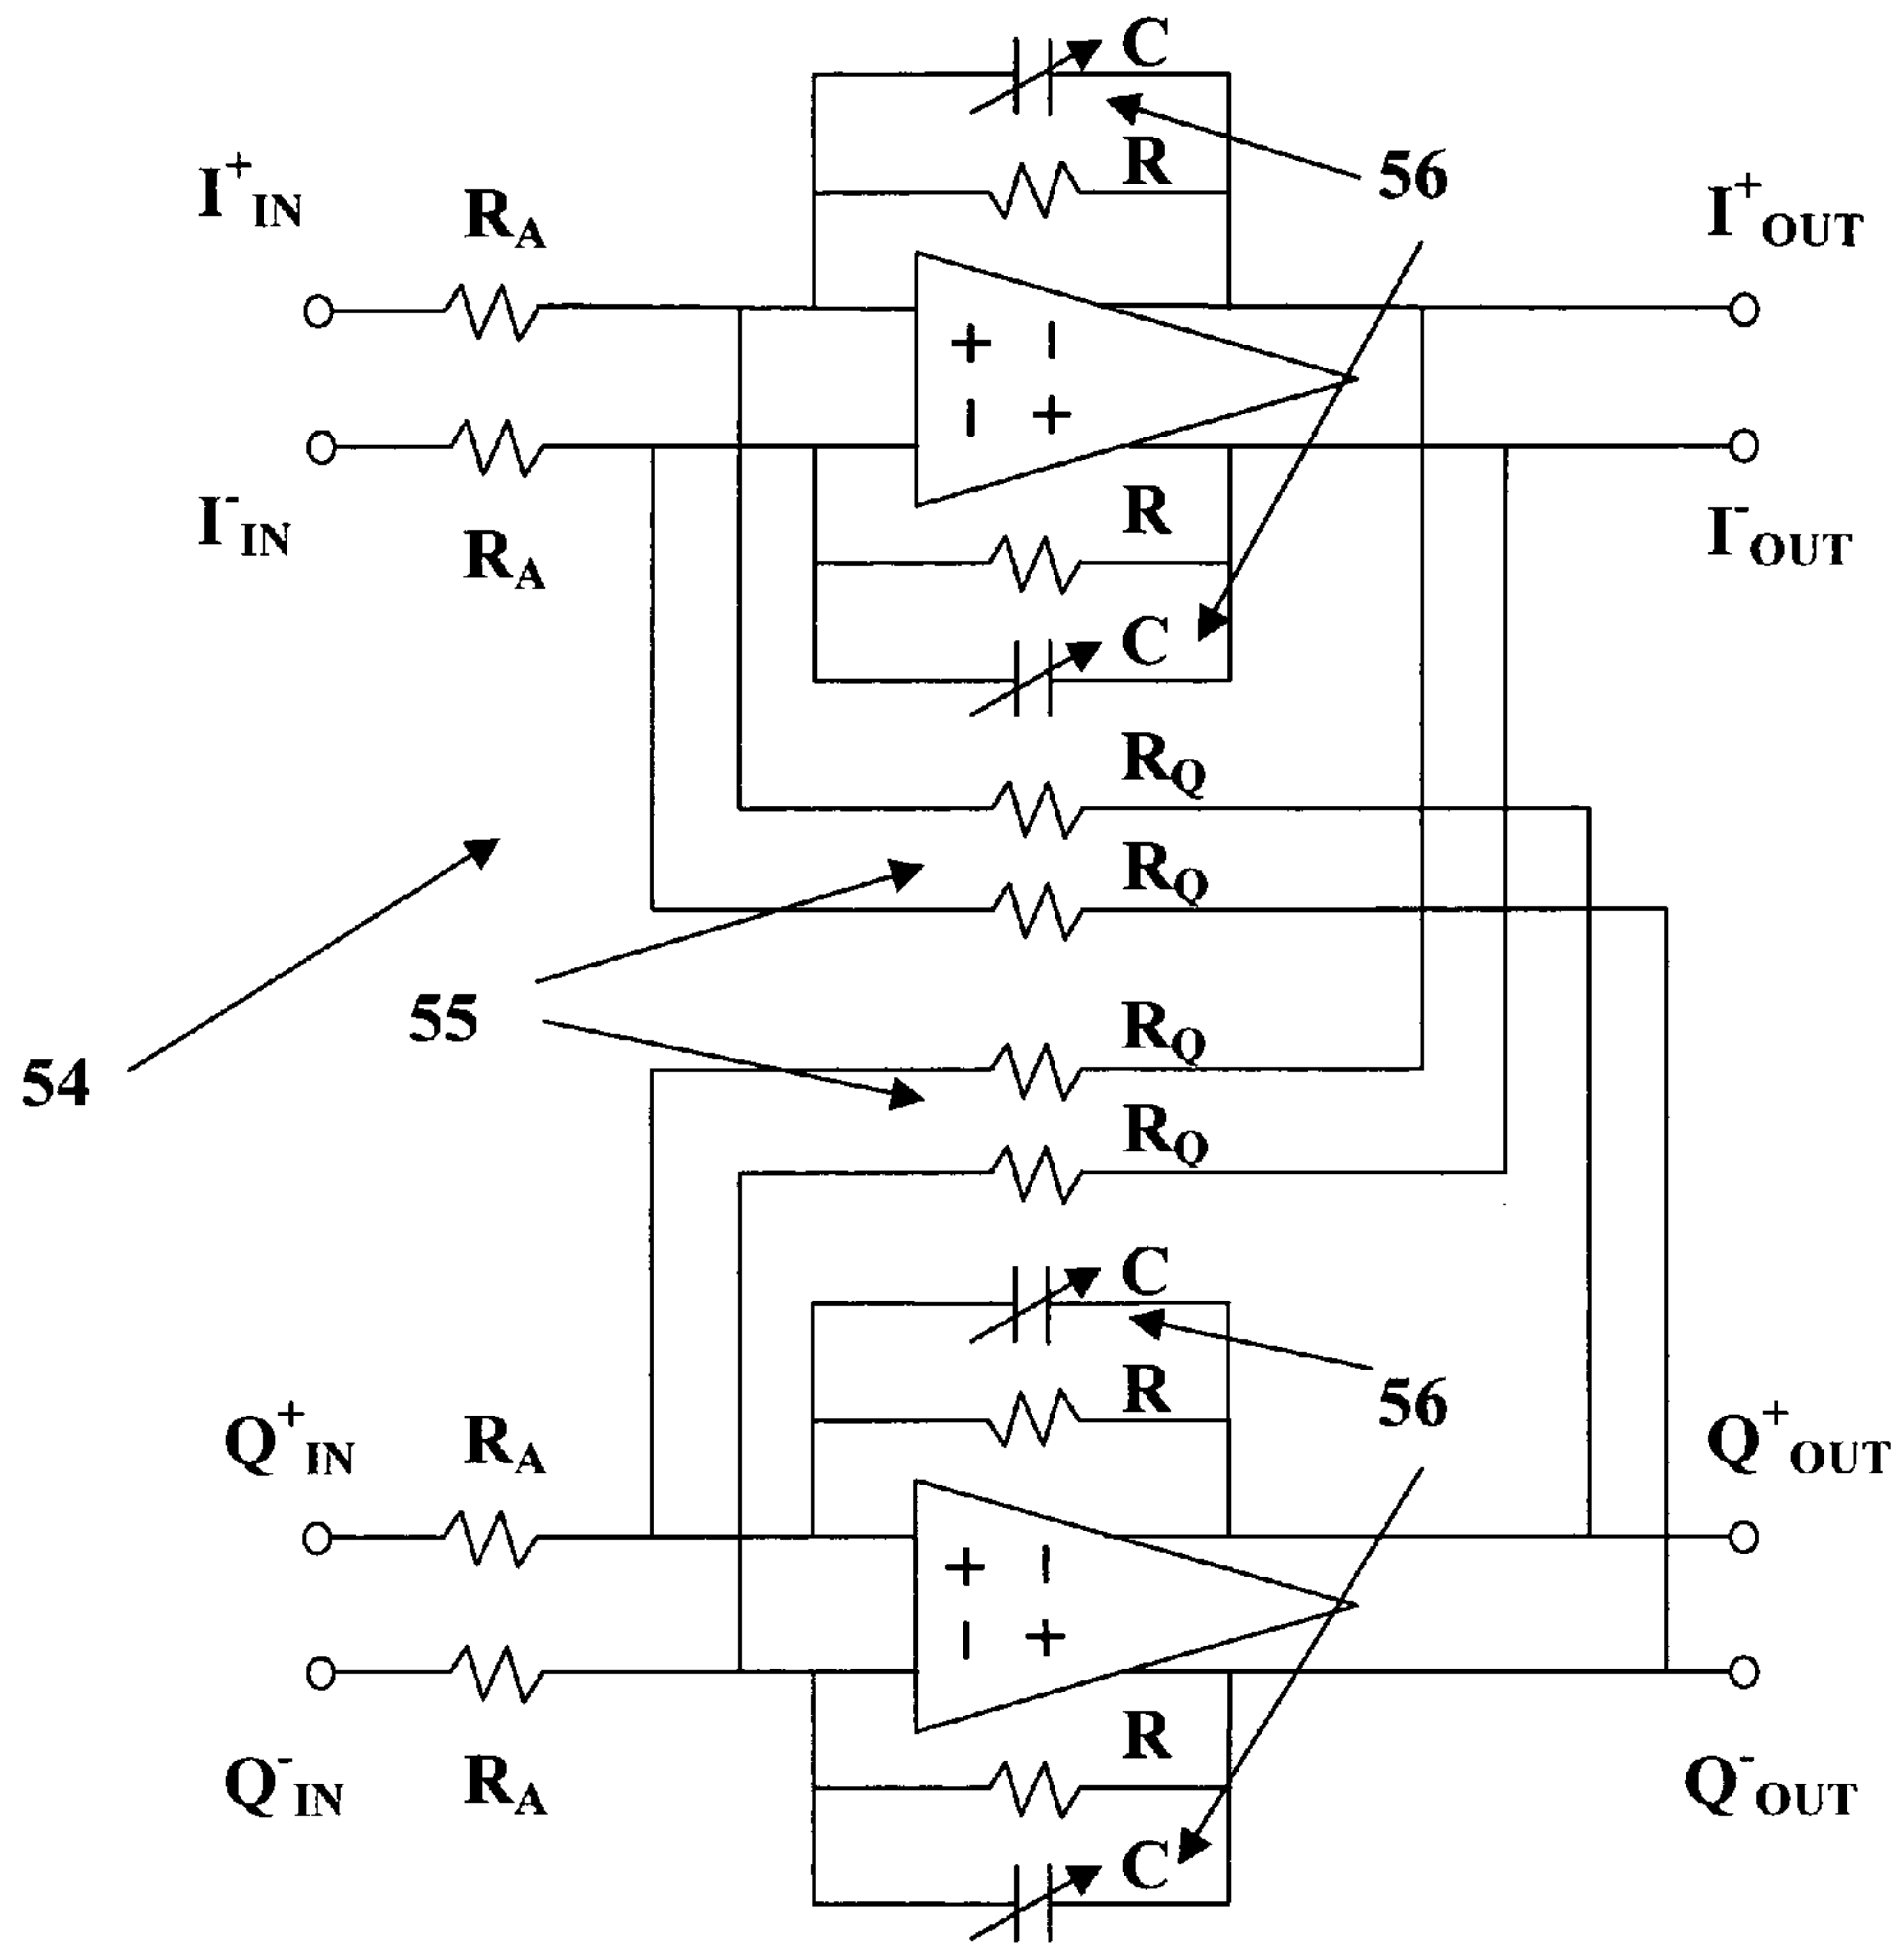 C
R
56
I⁺IN
RA
I⁺OUT
+ −
− +
I⁻IN
RA
R
I⁻OUT
C
RQ
RQ
55
RQ
54
RQ
C
R
56
Q⁺IN
RA
Q⁺OUT
+ −
− +
Q⁻IN
RA
R
Q⁻OUT
C